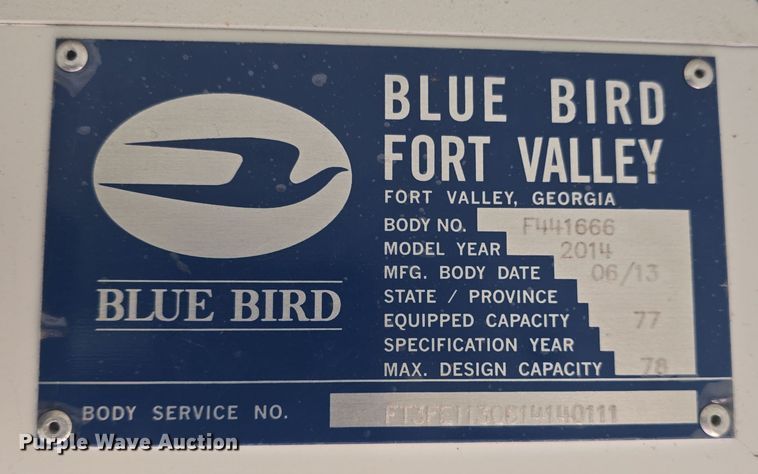 BLUE BIRD
BLUE BIRD
FORT VALLEY
FORT VALLEY, GEORGIA
BODY NO. F441666
MODEL YEAR 2014
MFG. BODY DATE 06/13
STATE / PROVINCE
EQUIPPED CAPACITY 77
SPECIFICATION YEAR
MAX. DESIGN CAPACITY 78
BODY SERVICE NO.
Purple Wave Auction